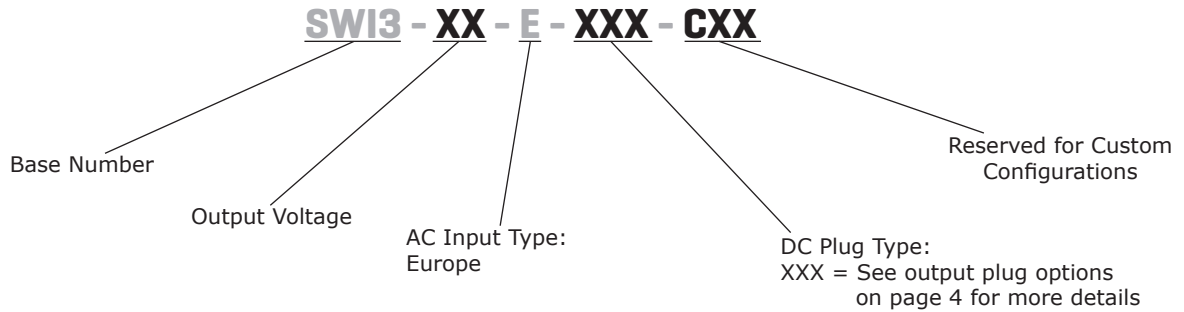 SWI3 - XX - E - XXX - CXX
Base Number
Output Voltage
AC Input Type:
Europe
DC Plug Type:
XXX = See output plug options
on page 4 for more details
Reserved for Custom
Configurations